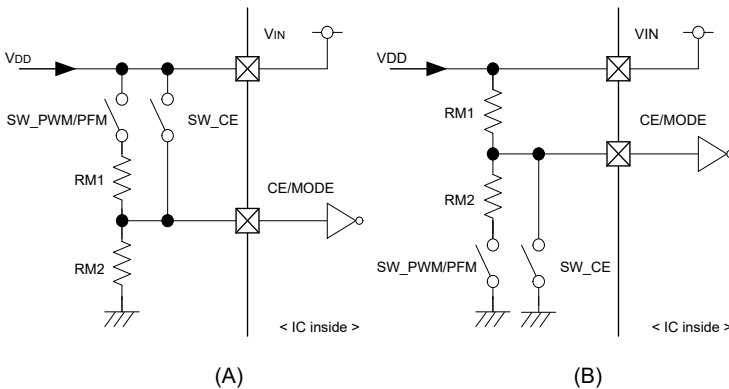 VIN
VDD
SW_PWM/PFM
SW_CE
RM1
CE/MODE
RM2
< IC inside >
(A)
VIN
VDD
RM1
CE/MODE
RM2
SW_PWM/PFM
SW_CE
< IC inside >
(B)